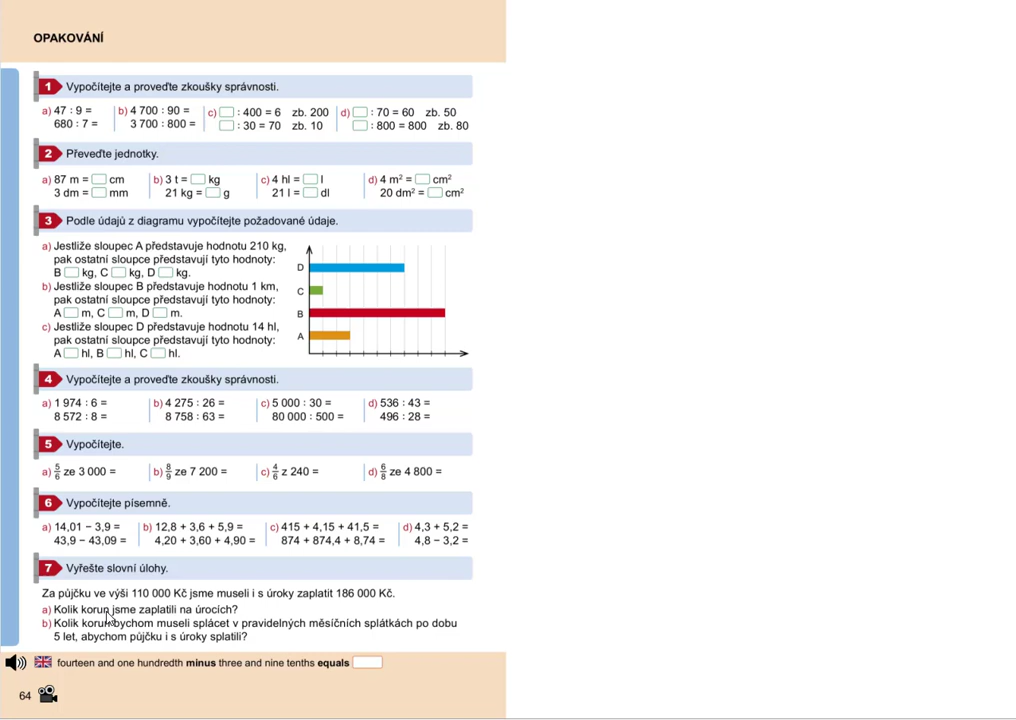 OPAKOVÁNÍ
1 Vypočítejte a proveďte zkoušky správnosti.
a) 47 : 9 = b) 4 700 : 90 = c) : 400 = 6 zb. 200 d) : 70 = 60 zb. 50
680 : 7 = 3 700 : 800 = : 30 = 70 zb. 10 : 800 = 800 zb. 80
2 Převeďte jednotky.
a) 87 m = cm b) 3 t = kg c) 4 hl = l d) 4 m² = cm²
3 dm = mm 21 kg = g 21 l = dl 20 dm² = cm²
3 Podle údajů z diagramu vypočítejte požadované údaje.
a) Jestliže sloupec A představuje hodnotu 210 kg,
pak ostatní sloupce představují tyto hodnoty:
B kg, C kg, D kg.
b) Jestliže sloupec B představuje hodnotu 1 km,
pak ostatní sloupce představují tyto hodnoty:
A m, C m, D m.
c) Jestliže sloupec D představuje hodnotu 14 hl,
pak ostatní sloupce představují tyto hodnoty:
A hl, B hl, C hl.
D
C
B
A
4 Vypočítejte a proveďte zkoušky správnosti.
a) 1 974 : 6 = b) 4 275 : 26 = c) 5 000 : 30 = d) 536 : 43 =
8 572 : 8 = 8 758 : 63 = 80 000 : 500 = 496 : 28 =
5 Vypočítejte.
a) 5/6 ze 3 000 = b) 8/9 ze 7 200 = c) 4/6 z 240 = d) 6/8 ze 4 800 =
6 Vypočítejte písemně.
a) 14,01 − 3,9 = b) 12,8 + 3,6 + 5,9 = c) 415 + 4,15 + 41,5 = d) 4,3 + 5,2 =
43,9 − 43,09 = 4,20 + 3,60 + 4,90 = 874 + 874,4 + 8,74 = 4,8 − 3,2 =
7 Vyřešte slovní úlohy.
Za půjčku ve výši 110 000 Kč jsme museli i s úroky zaplatit 186 000 Kč.
a) Kolik korun jsme zaplatili na úrocích?
b) Kolik korun bychom museli splácet v pravidelných měsíčních splátkách po dobu
5 let, abychom půjčku i s úroky splatili?
fourteen and one hundredth minus three and nine tenths equals
64